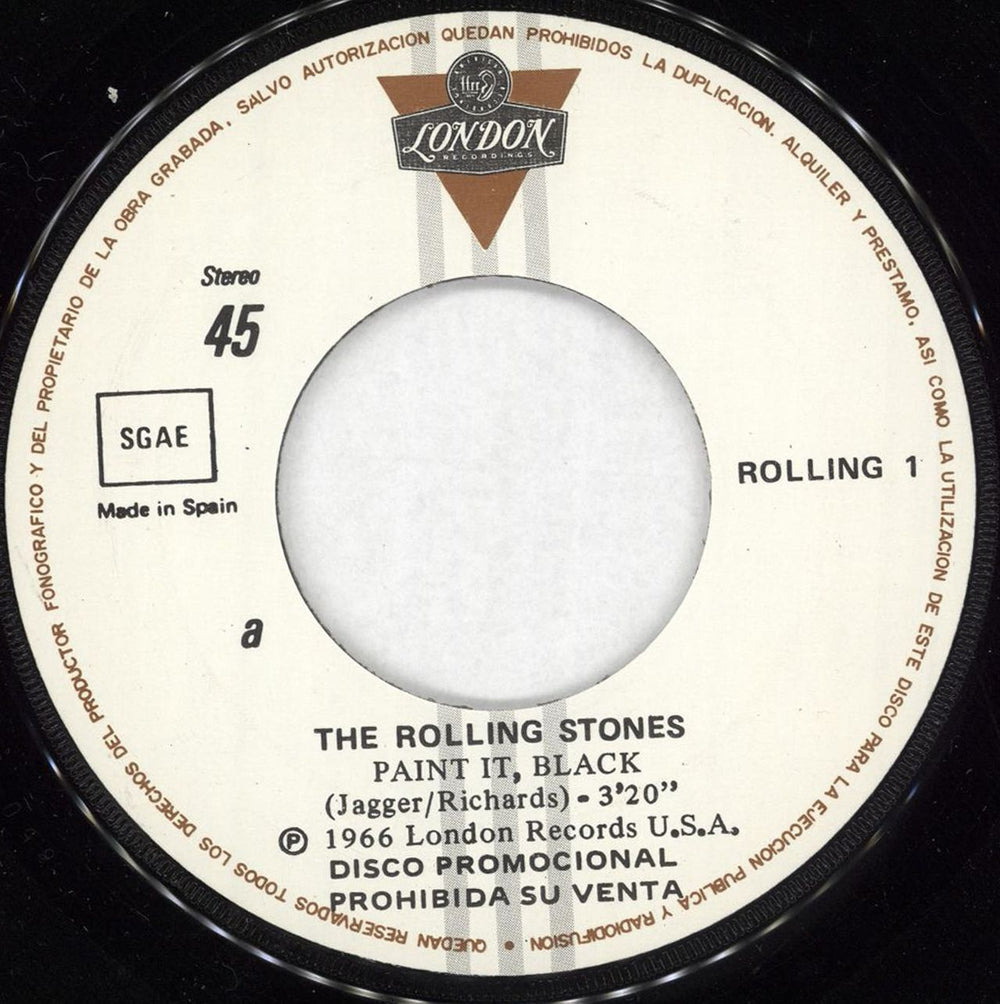 QUEDAN RESERVADOS TODOS LOS DERECHOS DEL PRODUCTOR FONOGRAFICO Y DEL PROPIETARIO DE LA OBRA GRABADA. SALVO AUTORIZACION QUEDAN PROHIBIDOS LA DUPLICACION. ALQUILER Y PRESTAMO, ASI COMO LA UTILIZACION DE ESTE DISCO PARA LA EJECUCION PUBLICA Y RADIODIFUSION •
LONDON
RECORDINGS
Stereo
45
SGAE
Made in Spain
ROLLING 1
a
THE ROLLING STONES
PAINT IT, BLACK
(Jagger/Richards) - 3'20"
Ⓟ 1966 London Records U.S.A.
DISCO PROMOCIONAL
PROHIBIDA SU VENTA